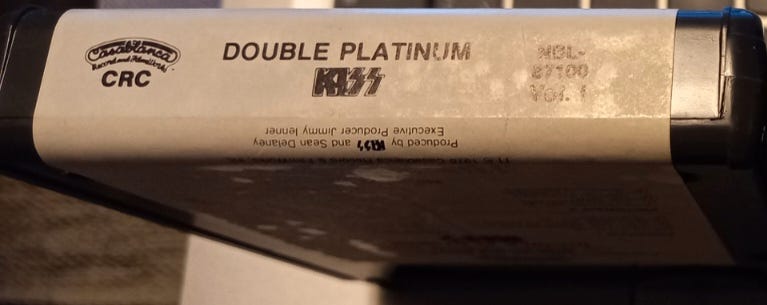 Casablanca
Record and FilmWorks
CRC
DOUBLE PLATINUM
KISS
NBL-
87100
Vol. 1
Produced by KISS and Sean Delaney
Executive Producer Jimmy Ienner